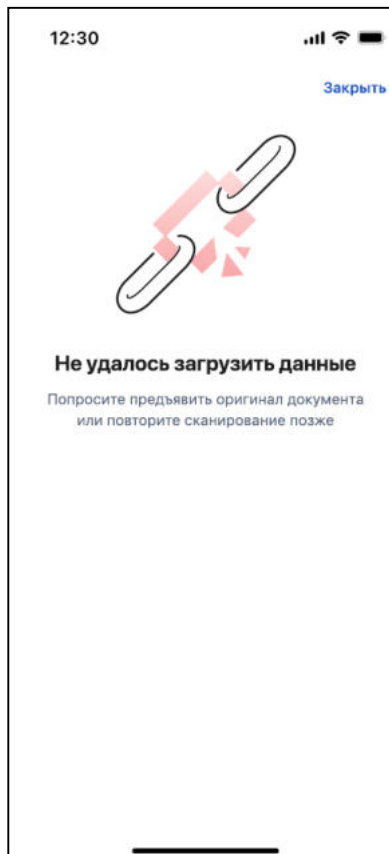 12:30
Закрыть
Не удалось загрузить данные
Попросите предъявить оригинал документа
или повторите сканирование позже